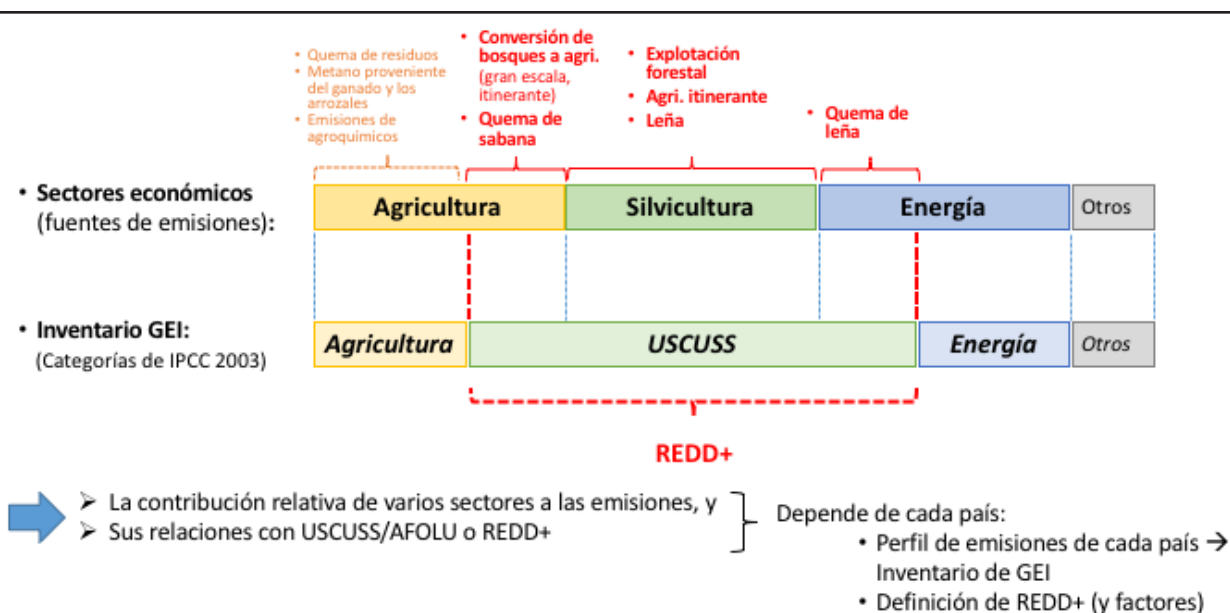 • Quema de residuos
• Metano proveniente
del ganado y los
arrozales
• Emisiones de
agroquímicos
• Conversión de
bosques a agri.
(gran escala,
itinerante)
• Quema de
sabana
• Explotación
forestal
• Agri. itinerante
• Leña
• Quema de
leña
• Sectores económicos
(fuentes de emisiones):
Agricultura
Silvicultura
Energía
Otros
• Inventario GEI:
(Categorías de IPCC 2003)
Agricultura
USCUSS
Energía
Otros
REDD+
➢ La contribución relativa de varios sectores a las emisiones, y
➢ Sus relaciones con USCUSS/AFOLU o REDD+
Depende de cada país:
• Perfil de emisiones de cada país →
Inventario de GEI
• Definición de REDD+ (y factores)